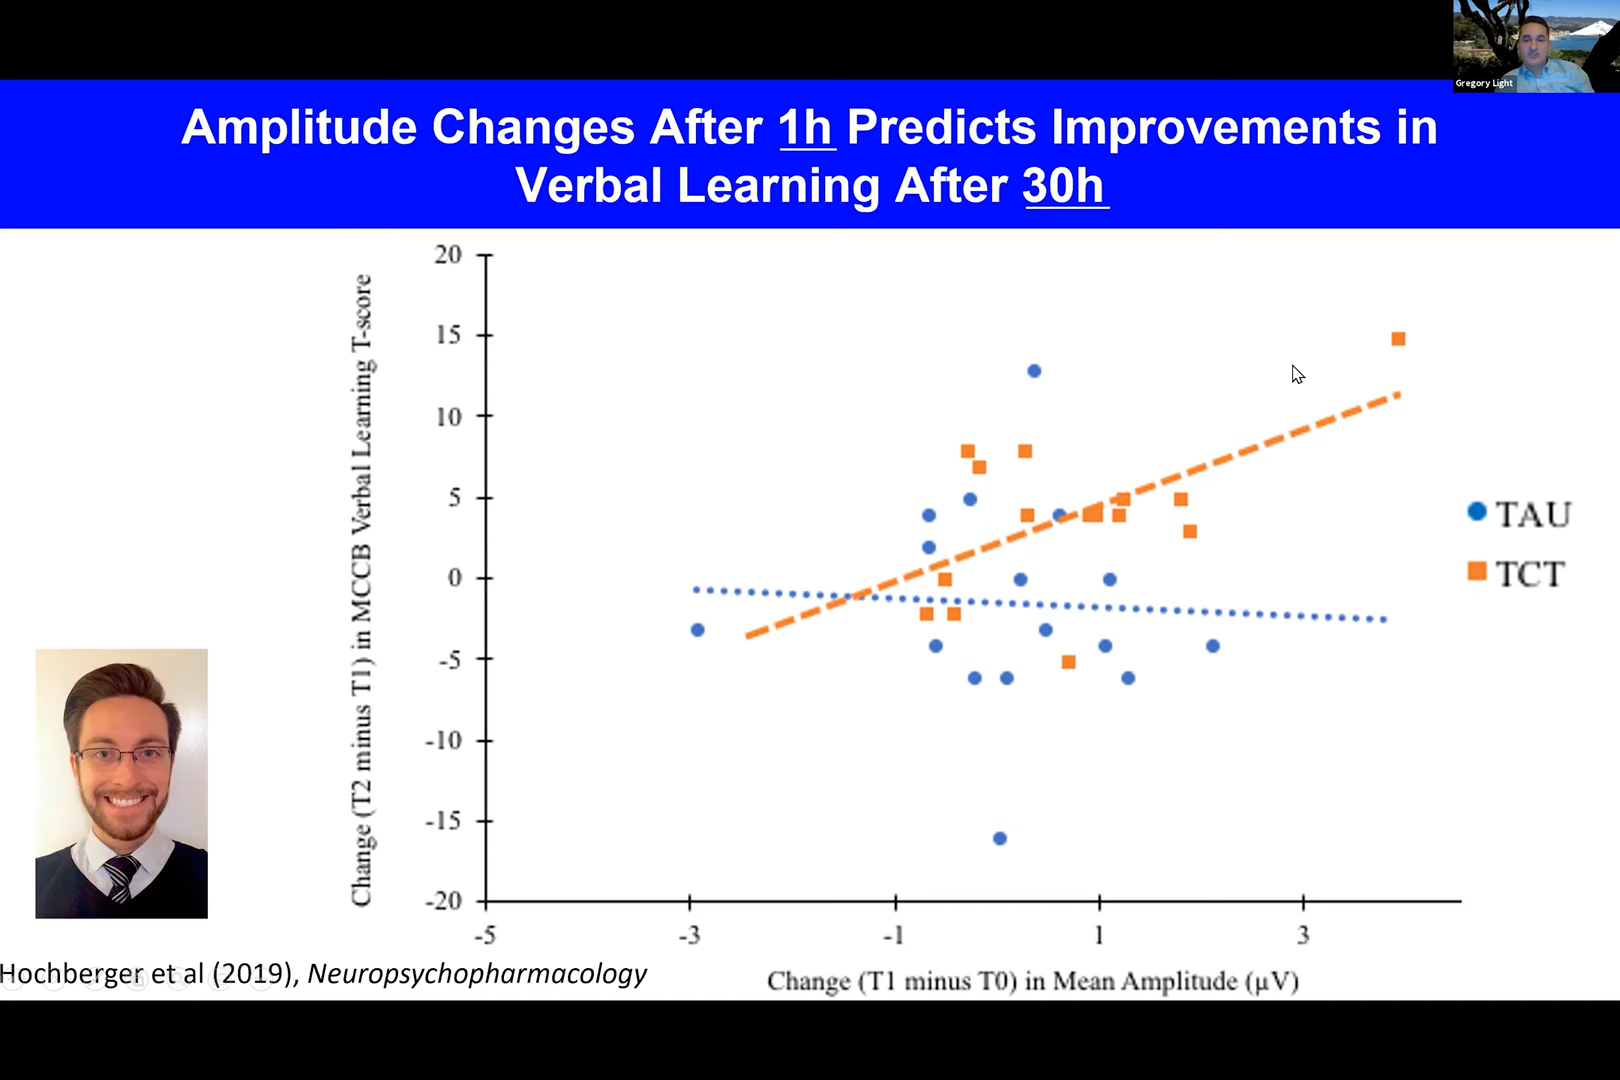 Gregory Light
Amplitude Changes After 1h Predicts Improvements in
Verbal Learning After 30h
Change (T2 minus T1) in MCCB Verbal Learning T-score
20
15
10
5
0
-5
-10
-15
-20
-5
-3
-1
1
3
Change (T1 minus T0) in Mean Amplitude (µV)
TAU
TCT
Hochberger et al (2019), Neuropsychopharmacology